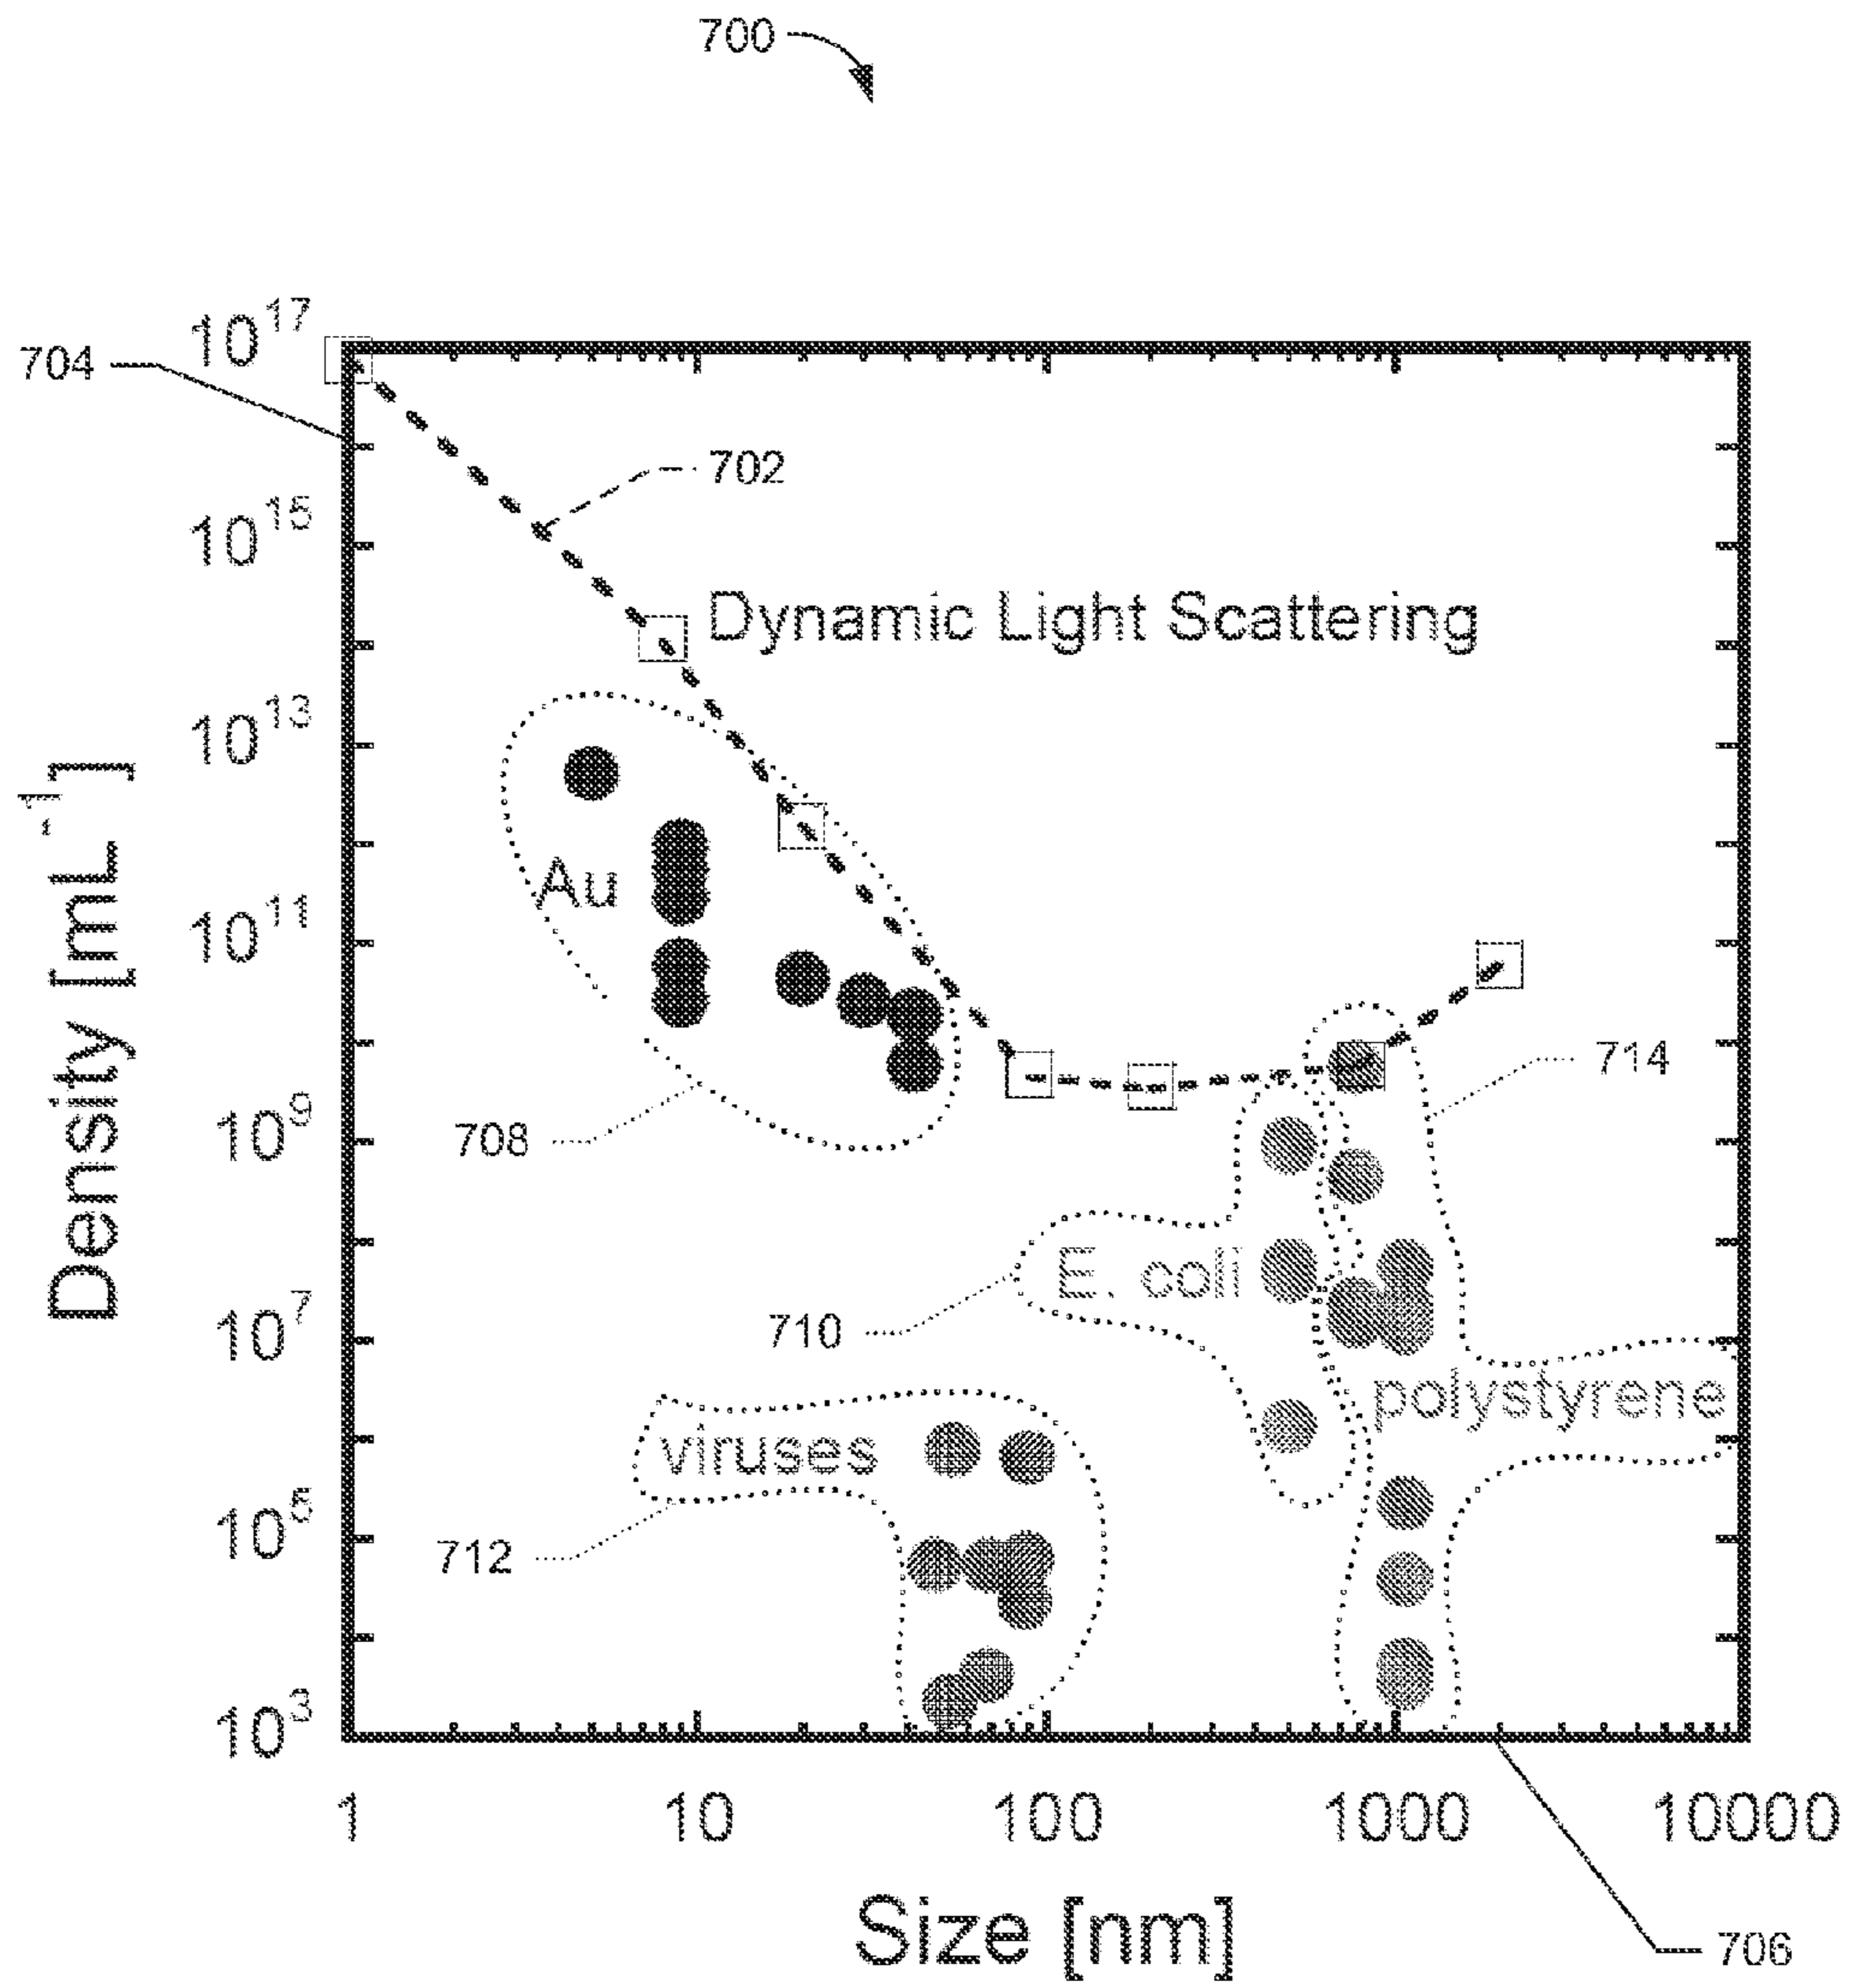 700
10^17
704
702
10^15
Dynamic Light Scattering
10^13
Au
10^11
714
10^9
708
E. coli
10^7
710
polystyrene
viruses
10^5
712
10^3
1 10 100 1000 10000
Density [mL^-1]
Size [nm]
706